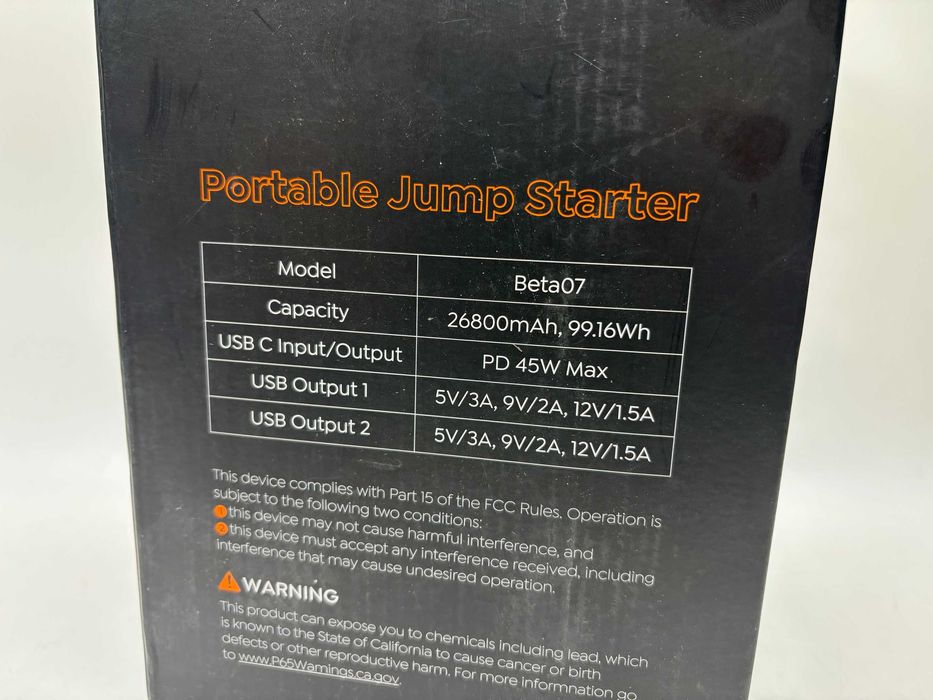 Portable Jump Starter
Model Beta07
Capacity 26800mAh, 99.16Wh
USB C Input/Output PD 45W Max
USB Output 1 5V/3A, 9V/2A, 12V/1.5A
USB Output 2 5V/3A, 9V/2A, 12V/1.5A
This device complies with Part 15 of the FCC Rules. Operation is
subject to the following two conditions:
1 this device may not cause harmful interference, and
2 this device must accept any interference received, including
interference that may cause undesired operation.
WARNING
This product can expose you to chemicals including lead, which
is known to the State of California to cause cancer or birth
defects or other reproductive harm. For more informnation go
to www.P65Wamings.ca.gov.